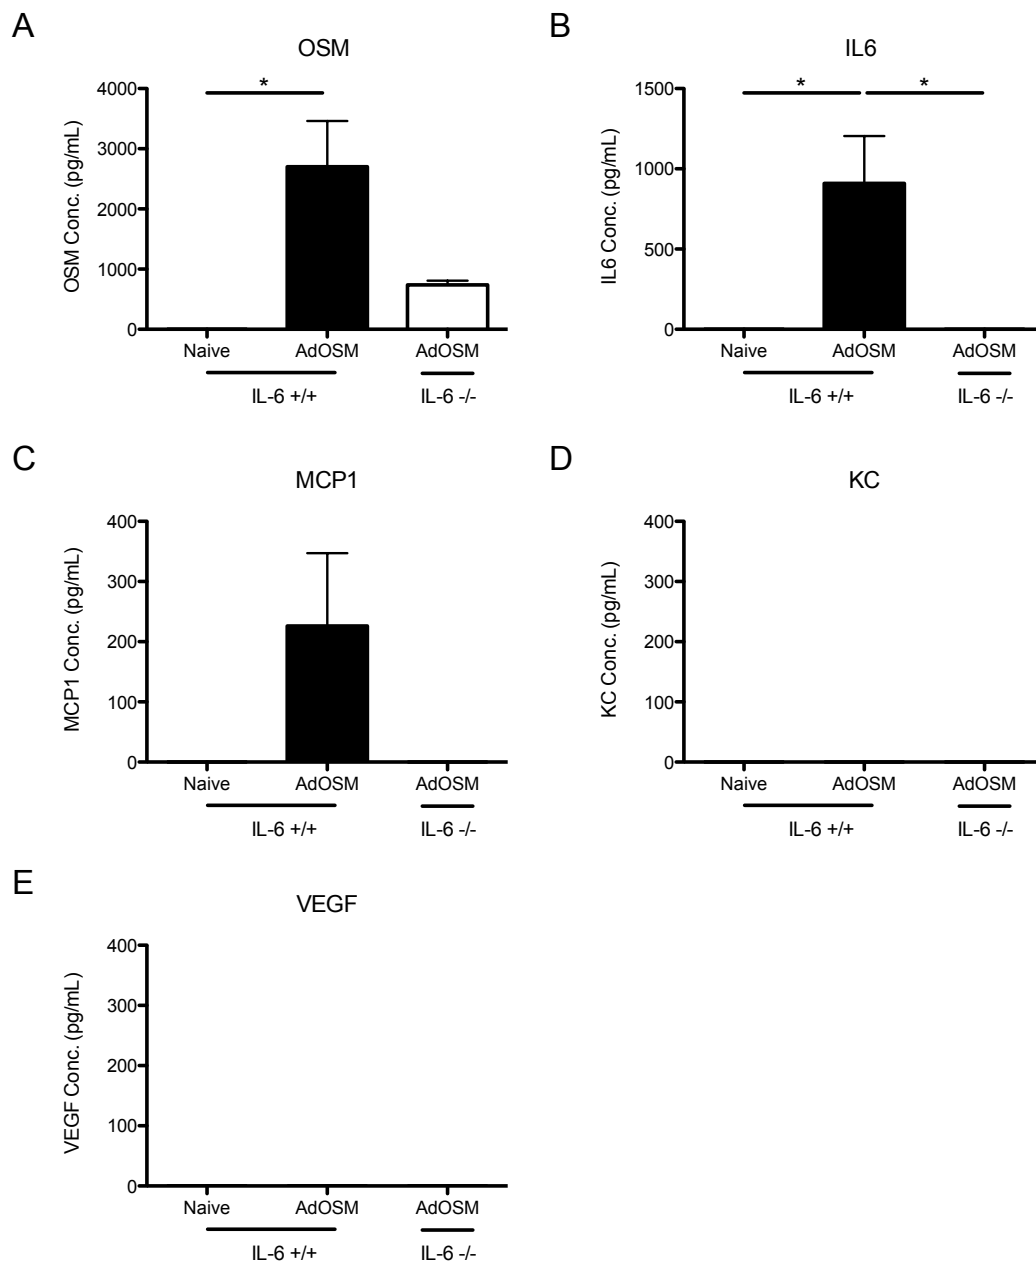 A
OSM
*
OSM Conc. (pg/mL)
4000
3000
2000
1000
0
Naive AdOSM AdOSM
IL-6 +/+ IL-6 -/-
B
IL6
* *
IL6 Conc. (pg/mL)
1500
1000
500
0
Naive AdOSM AdOSM
IL-6 +/+ IL-6 -/-
C
MCP1
MCP1 Conc. (pg/mL)
400
300
200
100
0
Naive AdOSM AdOSM
IL-6 +/+ IL-6 -/-
D
KC
KC Conc. (pg/mL)
400
300
200
100
0
Naive AdOSM AdOSM
IL-6 +/+ IL-6 -/-
E
VEGF
VEGF Conc. (pg/mL)
400
300
200
100
0
Naive AdOSM AdOSM
IL-6 +/+ IL-6 -/-